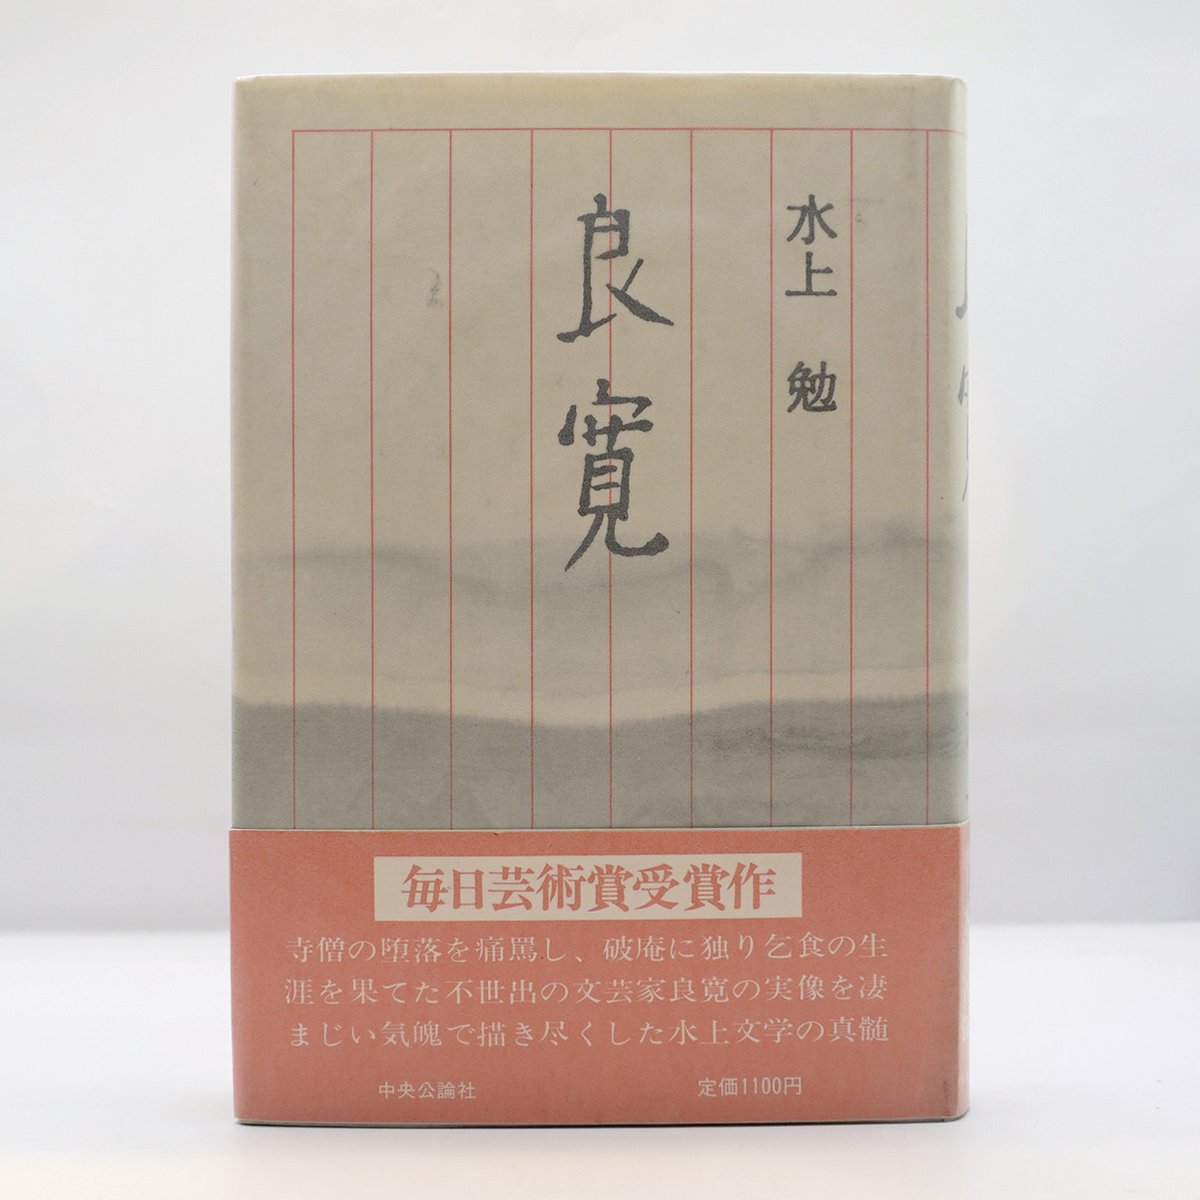 水上 勉
良寛
毎日芸術賞受賞作
寺僧の堕落を痛罵し、破庵に独り乞食の生
涯を果てた不世出の文芸家良寛の実像を凄
まじい気魄で描き尽くした水上文学の真髄
中央公論社
定価1100円